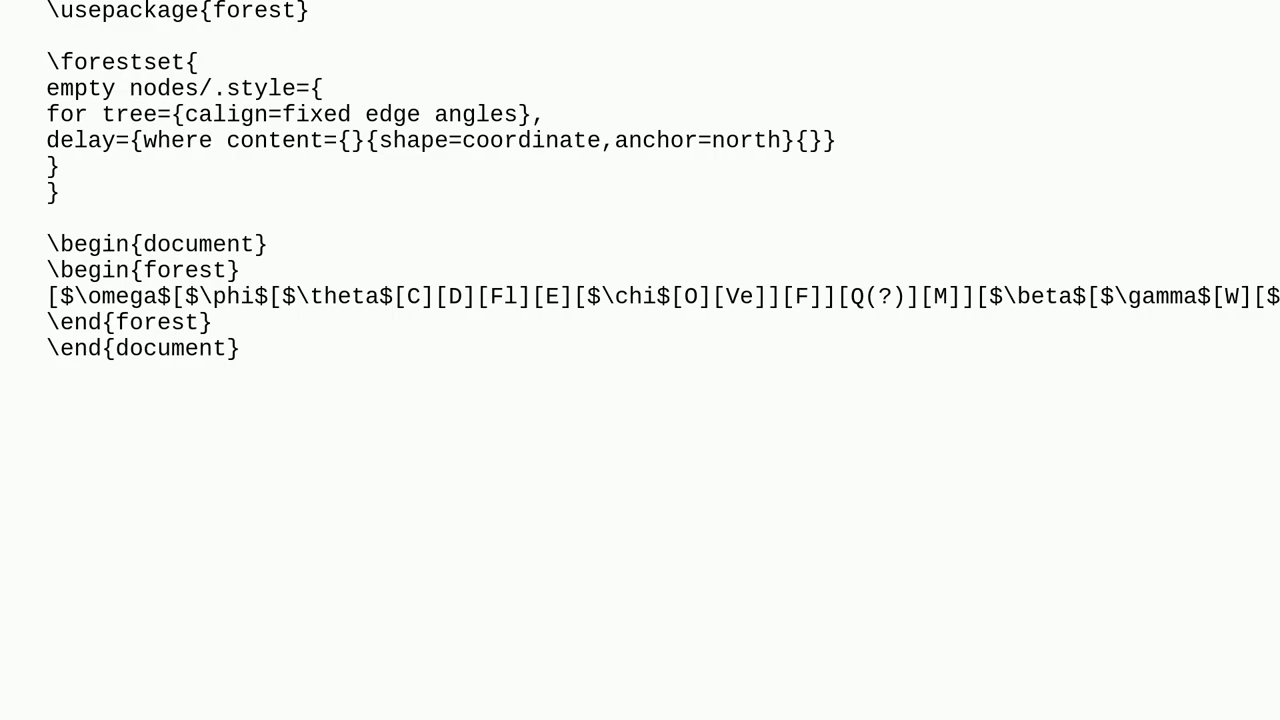 \usepackage{forest}
\forestset{
empty nodes/.style={
for tree={calign=fixed edge angles},
delay={where content={}{shape=coordinate,anchor=north}{}}
}
}
\begin{document}
\begin{forest}
[$\omega$[$\phi$[$\theta$[C][D][Fl][E][$\chi$[O][Ve]][F]][Q(?)][M]][$\beta$[$\gamma$[W][$
\end{forest}
\end{document}